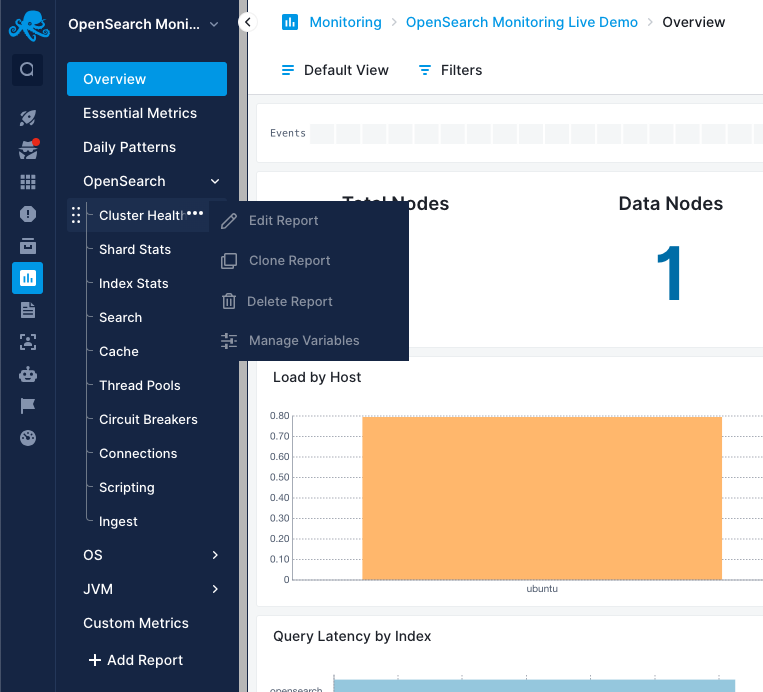 OpenSearch Moni...
Overview
Essential Metrics
Daily Patterns
OpenSearch
Cluster Healt
Shard Stats
Index Stats
Search
Cache
Thread Pools
Circuit Breakers
Connections
Scripting
Ingest
OS
JVM
Custom Metrics
+ Add Report
Edit Report
Clone Report
Delete Report
Manage Variables
Monitoring > OpenSearch Monitoring Live Demo > Overview
Default View Filters
Events
Total Nodes
Data Nodes
1
Load by Host
0.80
0.70
0.60
0.50
0.40
0.30
0.20
0.10
0
ubuntu
Query Latency by Index
opensearch